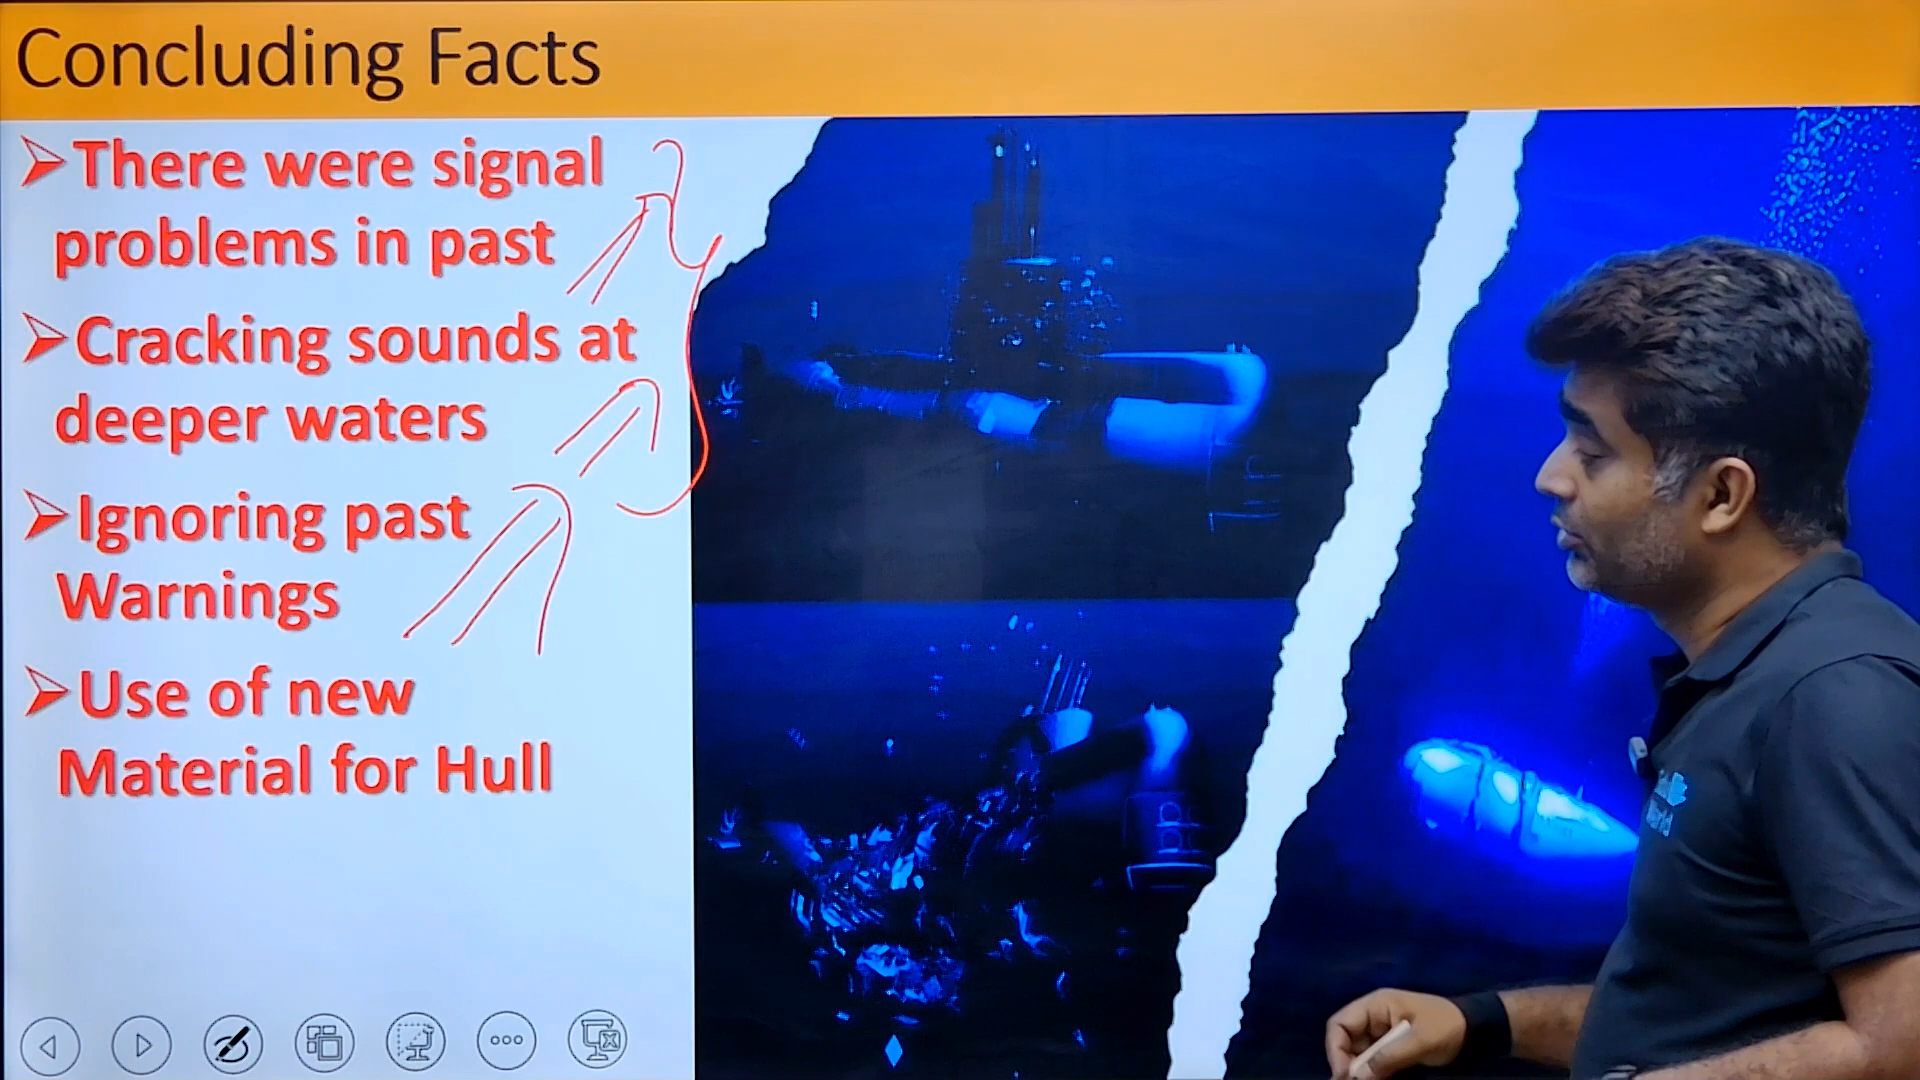 Concluding Facts
There were signal
problems in past
Cracking sounds at
deeper waters
Ignoring past
Warnings
Use of new
Material for Hull